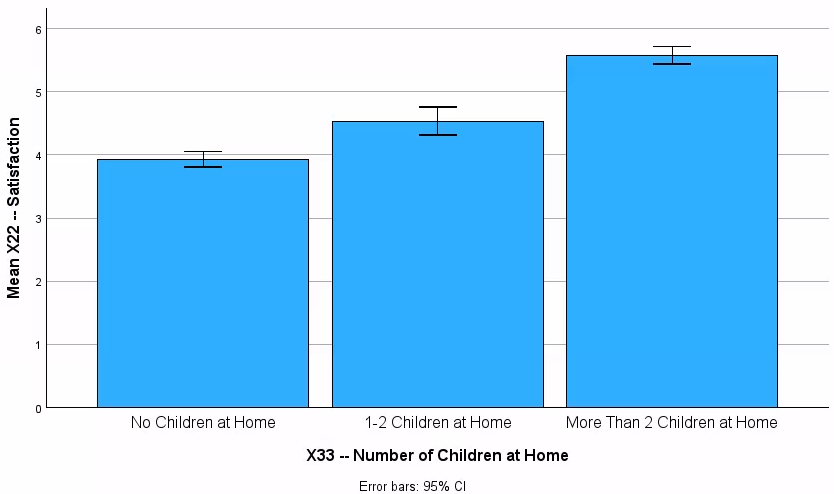 Mean X22 -- Satisfaction
6
5
4
3
2
1
0
No Children at Home
1-2 Children at Home
More Than 2 Children at Home
X33 -- Number of Children at Home
Error bars: 95% CI